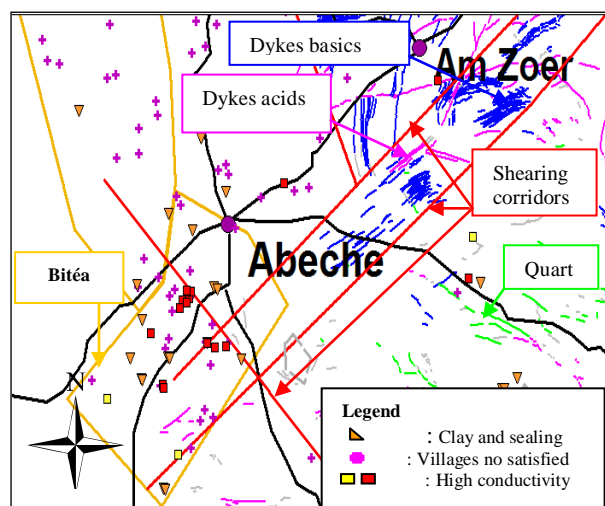 Dykes basics
Am Zoer
Dykes acids
Shearing
corridors
Abeche
Bitéa
Quart
N
Legend
: Clay and sealing
: Villages no satisfied
: High conductivity